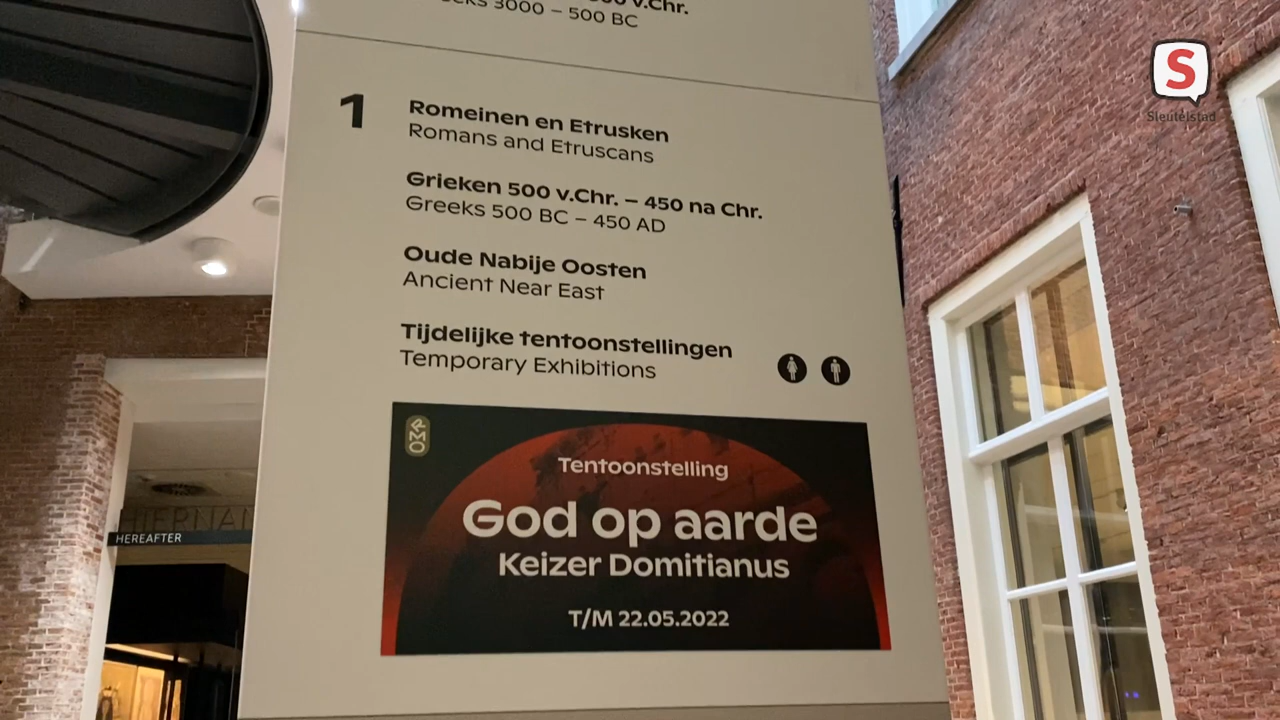 v.Chr.
3000 – 500 BC
1
Romeinen en Etrusken
Romans and Etruscans
Grieken 500 v.Chr. – 450 na Chr.
Greeks 500 BC – 450 AD
Oude Nabije Oosten
Ancient Near East
Tijdelijke tentoonstellingen
Temporary Exhibitions
RMO
Tentoonstelling
God op aarde
Keizer Domitianus
T/M 22.05.2022
HEREAFTER
S
Sleutelstad